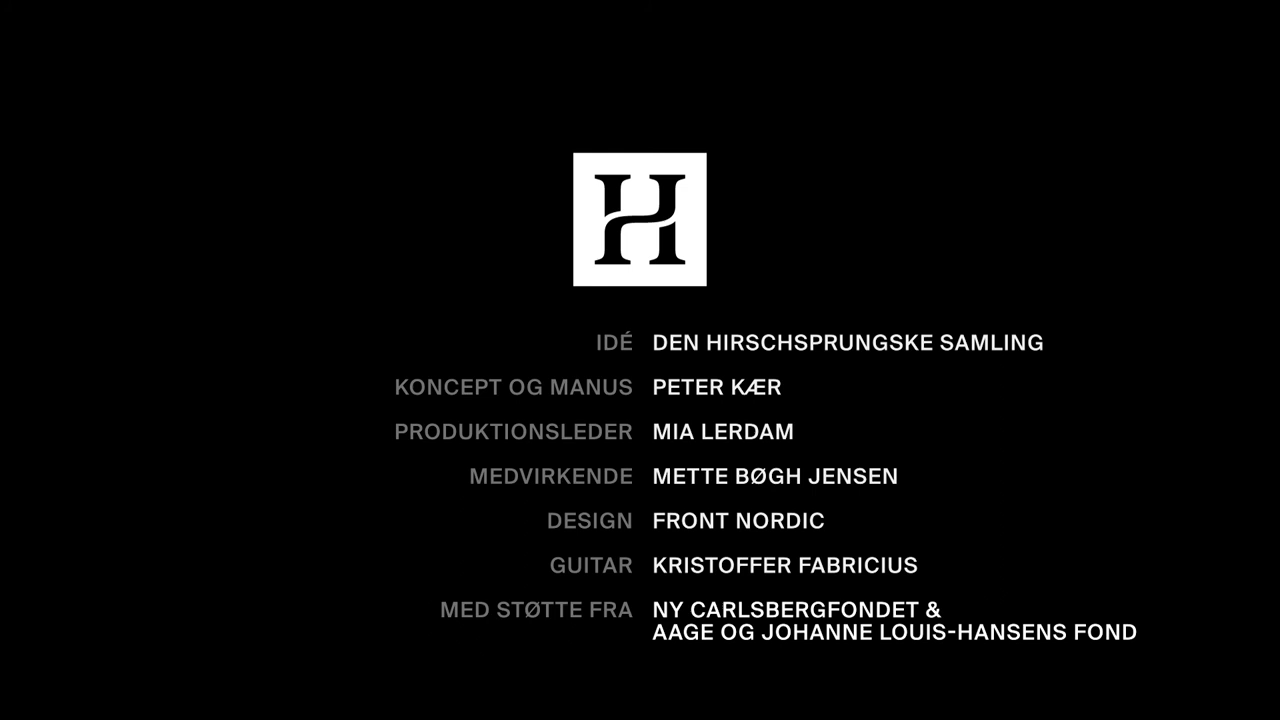 H
IDÉ DEN HIRSCHSPRUNGSKE SAMLING
KONCEPT OG MANUS PETER KÆR
PRODUKTIONSLEDER MIA LERDAM
MEDVIRKENDE METTE BØGH JENSEN
DESIGN FRONT NORDIC
GUITAR KRISTOFFER FABRICIUS
MED STØTTE FRA NY CARLSBERGFONDET &
AAGE OG JOHANNE LOUIS-HANSENS FOND